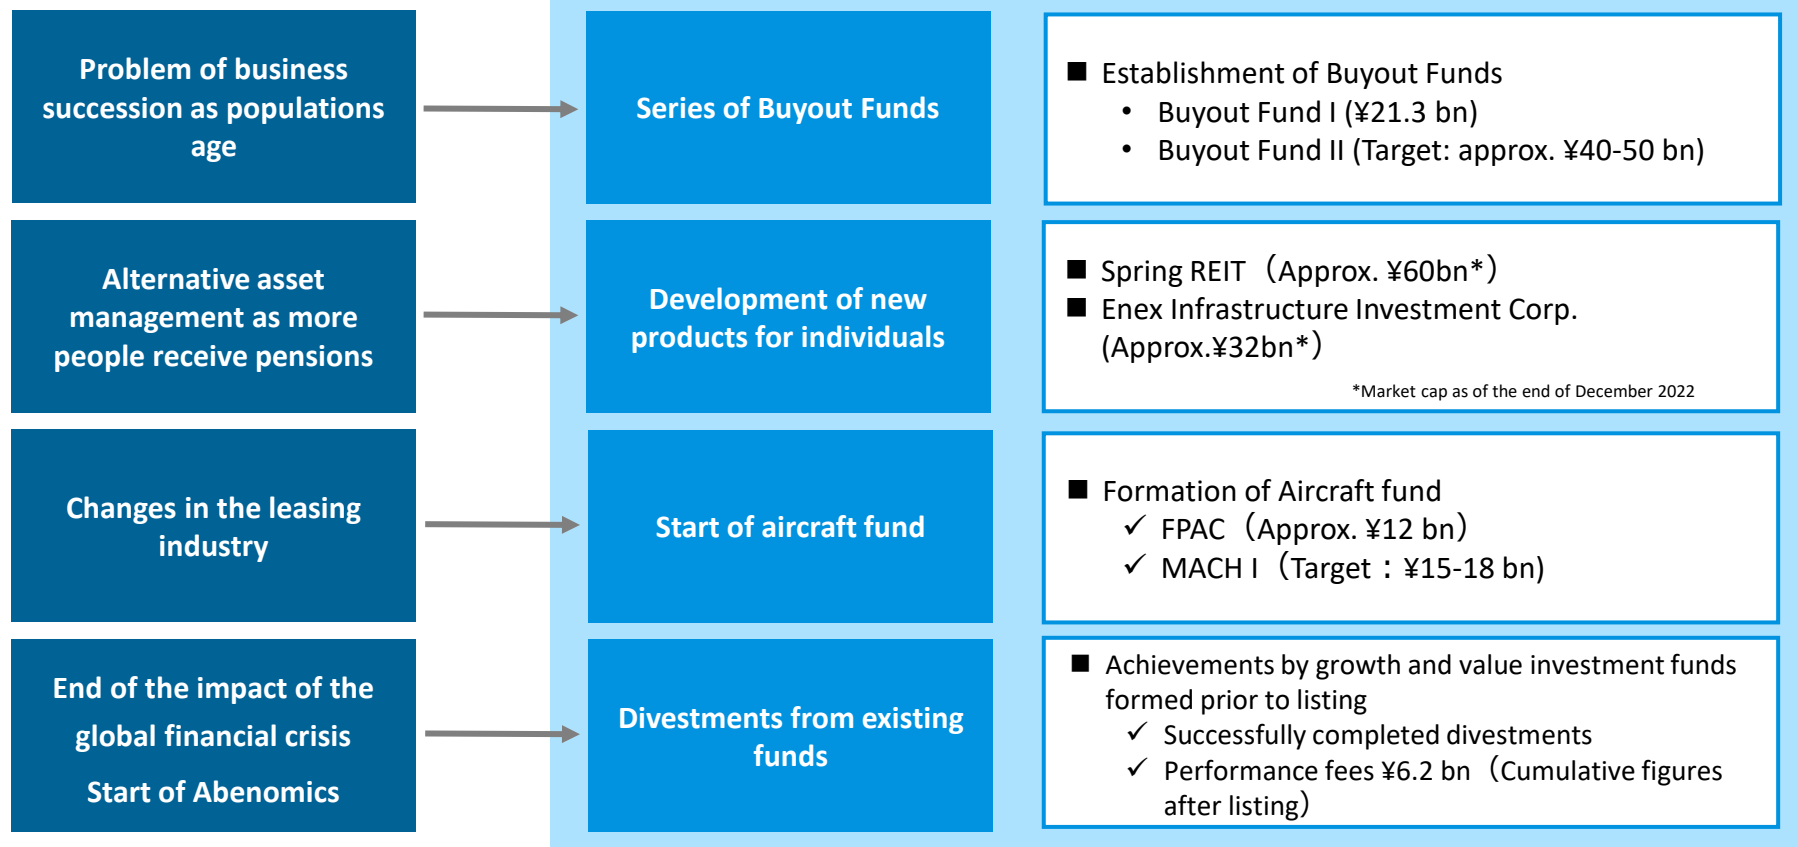 Problem of business
succession as populations
age
Series of Buyout Funds
■ Establishment of Buyout Funds
• Buyout Fund I (¥21.3 bn)
• Buyout Fund II (Target: approx. ¥40-50 bn)
Alternative asset
management as more
people receive pensions
Development of new
products for individuals
■ Spring REIT（Approx. ¥60bn*）
■ Enex Infrastructure Investment Corp.
(Approx.¥32bn*）
*Market cap as of the end of December 2022
Changes in the leasing
industry
Start of aircraft fund
■ Formation of Aircraft fund
✓ FPAC（Approx. ¥12 bn）
✓ MACH I（Target：¥15-18 bn)
End of the impact of the
global financial crisis
Start of Abenomics
Divestments from existing
funds
■ Achievements by growth and value investment funds
formed prior to listing
✓ Successfully completed divestments
✓ Performance fees ¥6.2 bn（Cumulative figures
after listing）